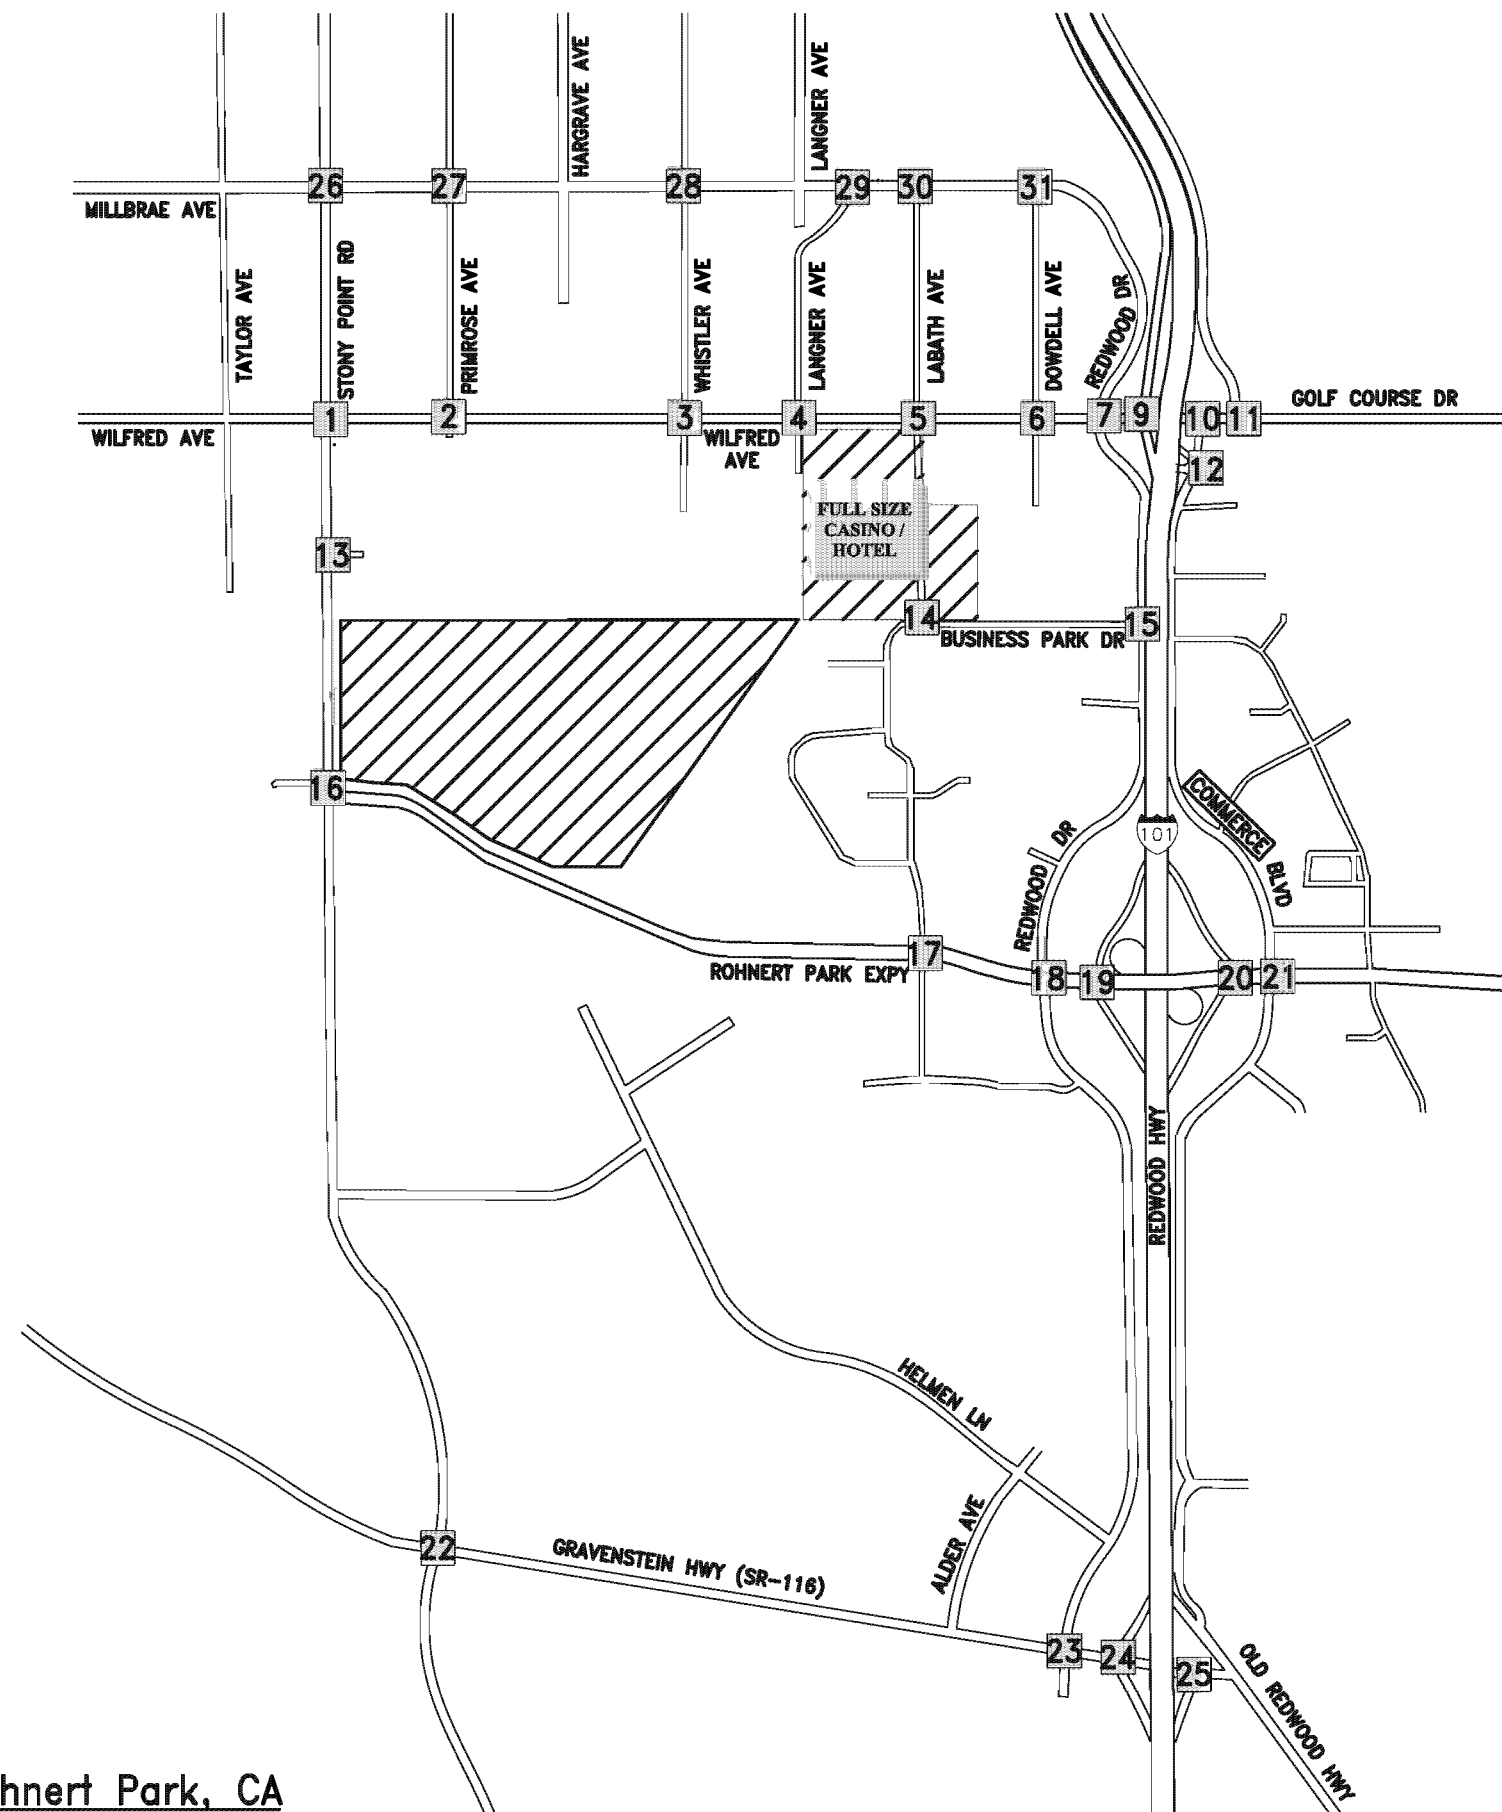 HARGRAVE AVE
LANGNER AVE
26
27
28
29
30
31
MILLBRAE AVE
TAYLOR AVE
STONY POINT RD
PRIMROSE AVE
WHISTLER AVE
LANGNER AVE
LABATH AVE
DOWDELL AVE
REDWOOD DR
GOLF COURSE DR
1
2
3
4
5
6
7
9
10
11
WILFRED AVE
WILFRED
AVE
12
FULL SIZE
CASINO /
HOTEL
13
14
15
BUSINESS PARK DR
16
COMMERCE BLVD
101
REDWOOD DR
17
18
19
20
21
ROHNERT PARK EXPY
REDWOOD HWY
HELMEN LN
ALDER AVE
22
GRAVENSTEIN HWY (SR-116)
23
24
25
OLD REDWOOD HWY
hnert Park, CA